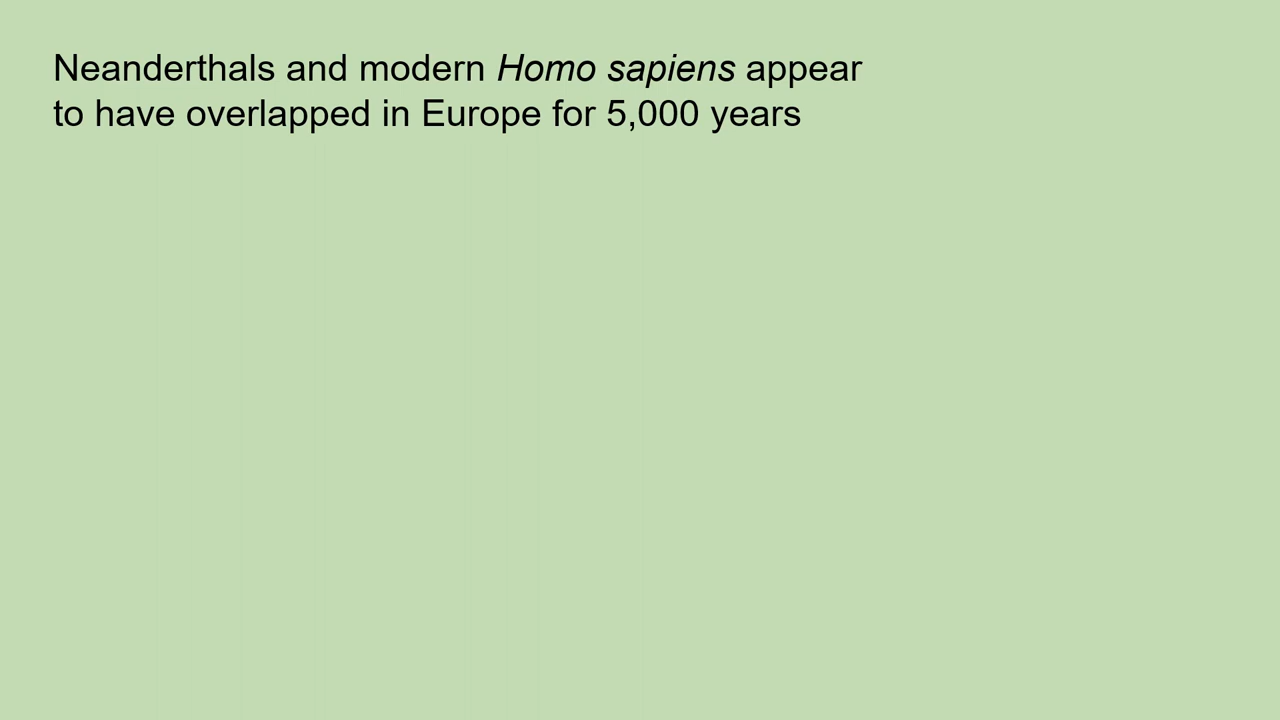 Neanderthals and modern Homo sapiens appear
to have overlapped in Europe for 5,000 years